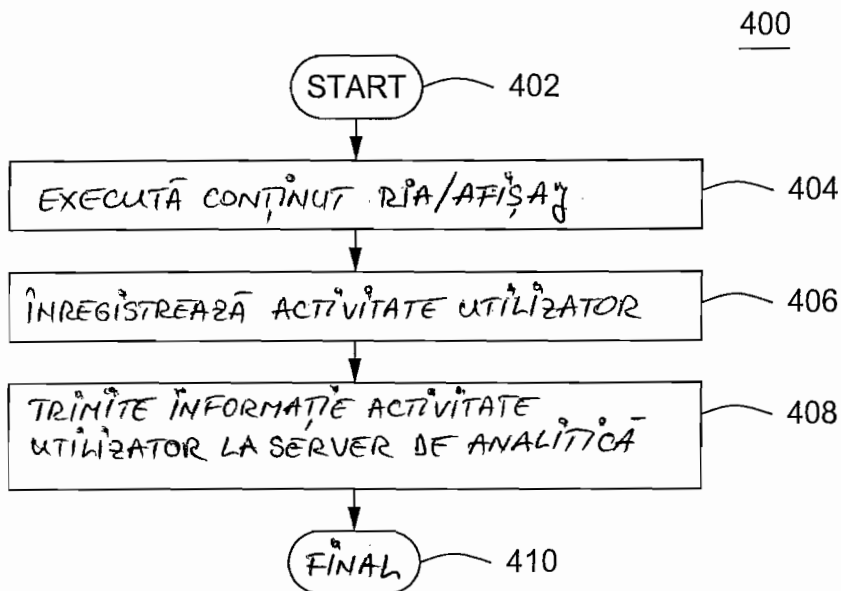 400
START 402
EXECUTĂ CONȚINUT RIA/AFIȘAJ 404
ÎNREGISTREAZĂ ACTIVITATE UTILIZATOR 406
TRIMITE INFORMAȚIE ACTIVITATE
UTILIZATOR LA SERVER DE ANALITICĂ 408
FINAL 410